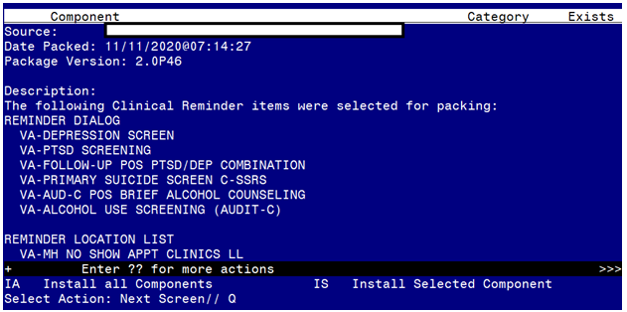 Component Category Exists
Source:
Date Packed: 11/11/2020@07:14:27
Package Version: 2.0P46
Description:
The following Clinical Reminder items were selected for packing:
REMINDER DIALOG
VA-DEPRESSION SCREEN
VA-PTSD SCREENING
VA-FOLLOW-UP POS PTSD/DEP COMBINATION
VA-PRIMARY SUICIDE SCREEN C-SSRS
VA-AUD-C POS BRIEF ALCOHOL COUNSELING
VA-ALCOHOL USE SCREENING (AUDIT-C)
REMINDER LOCATION LIST
VA-MH NO SHOW APPT CLINICS LL
+ Enter ?? for more actions >>>
IA Install all Components IS Install Selected Component
Select Action: Next Screen// Q